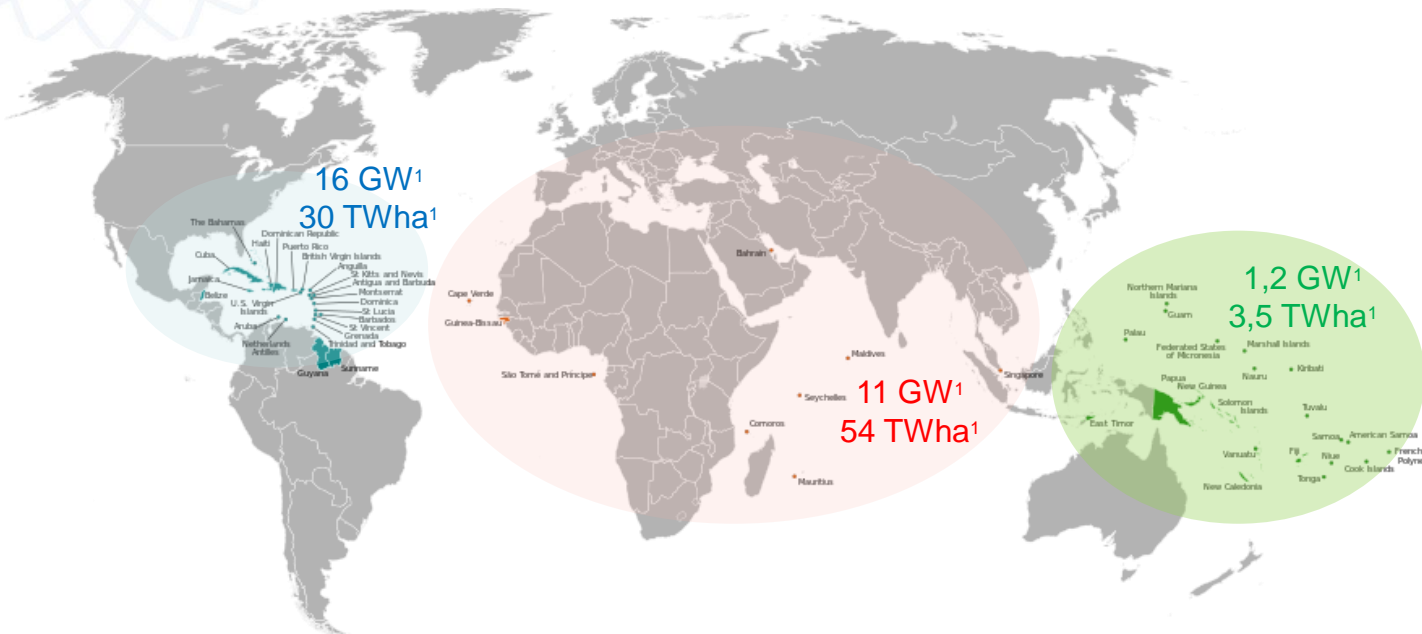 16 GW¹
30 TWha¹
The Bahamas
Dominican Republic
Haiti
Puerto Rico
British Virgin Islands
Cuba
Anguilla
St Kitts and Nevis
Antigua and Barbuda
Jamaica
Montserrat
Belize
U.S. Virgin
Islands
Dominica
St Lucia
Barbados
Aruba
St Vincent
Grenada
Netherlands
Antilles
Trinidad and Tobago
Guyana
Suriname
Cape Verde
Guinea-Bissau
São Tomé and Príncipe
Bahrain
Maldives
Singapore
Seychelles
11 GW¹
54 TWha¹
Comoros
Mauritius
1,2 GW¹
3,5 TWha¹
Northern Mariana
Islands
Guam
Palau
Federated States
of Micronesia
Marshall Islands
Nauru
Kiribati
Papua
New Guinea
Solomon
Islands
Tuvalu
East Timor
Samoa
American Samoa
Vanuatu
Fiji
Niue
French
Polyne
Cook Islands
Tonga
New Caledonia